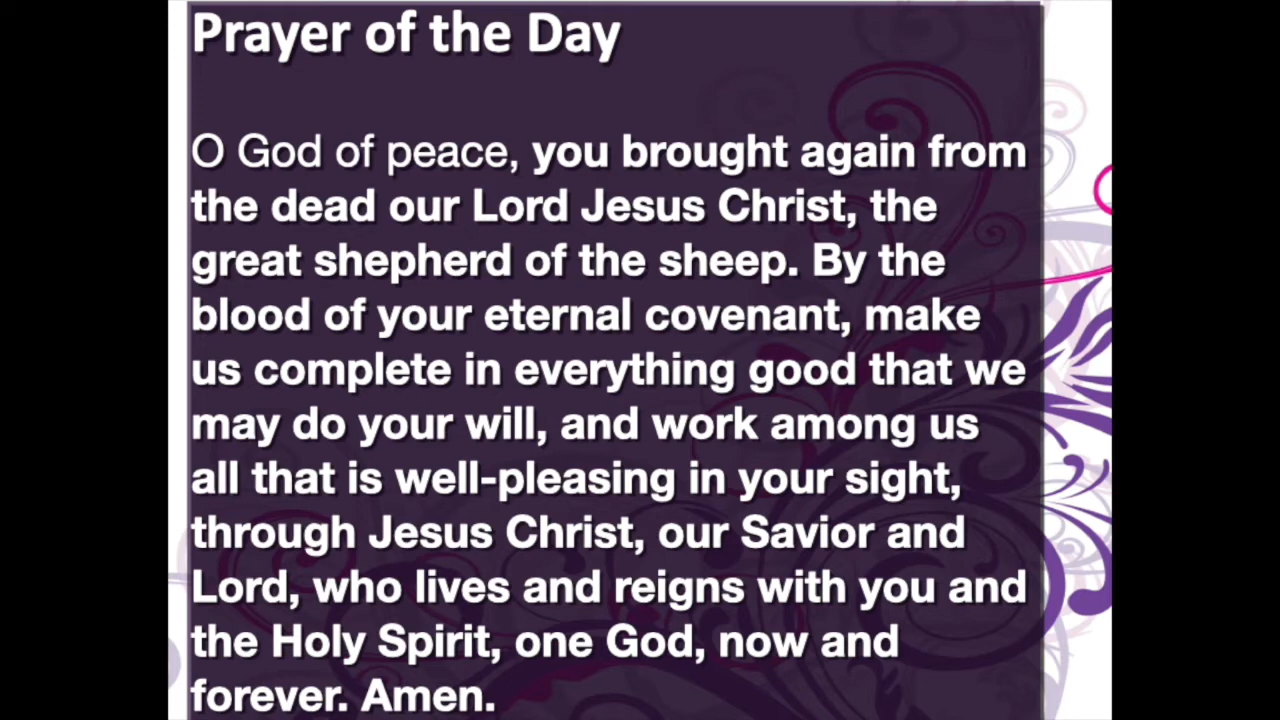 Prayer of the Day
O God of peace, you brought again from
the dead our Lord Jesus Christ, the
great shepherd of the sheep. By the
blood of your eternal covenant, make
us complete in everything good that we
may do your will, and work among us
all that is well-pleasing in your sight,
through Jesus Christ, our Savior and
Lord, who lives and reigns with you and
the Holy Spirit, one God, now and
forever. Amen.